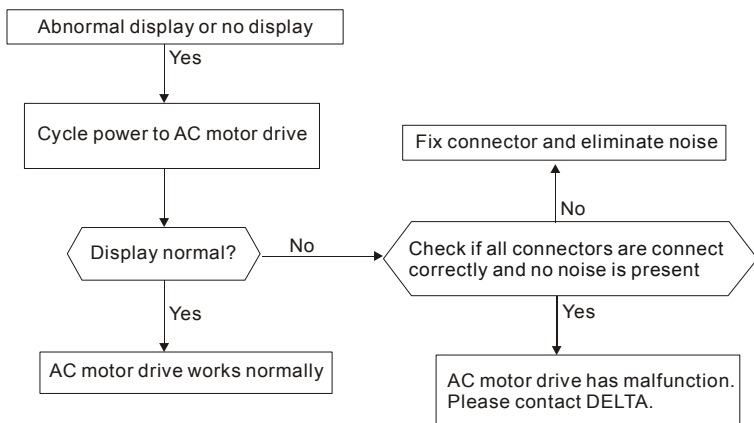 Abnormal display or no display
Yes
Cycle power to AC motor drive
Fix connector and eliminate noise
No
Display normal?
No
Check if all connectors are connect
correctly and no noise is present
Yes
Yes
AC motor drive works normally
AC motor drive has malfunction.
Please contact DELTA.